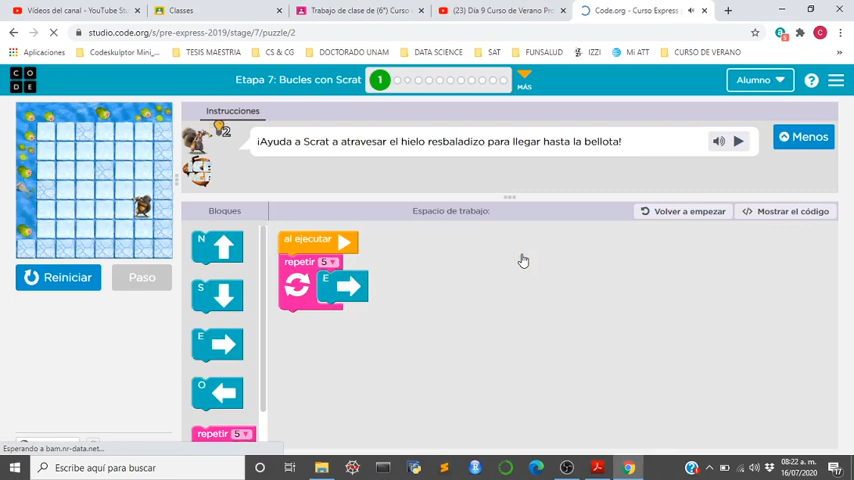 Vídeos del canal - YouTube Stu
Classes
Trabajo de clase de (6°) Curso
(23) Día 9 Curso de Verano Pro
Code.org - Curso Express
studio.code.org/s/pre-express-2019/stage/7/puzzle/2
Aplicaciones
Codeskulptor Mini_...
TESIS MAESTRIA
CS & CG
DOCTORADO UNAM
DATA SCIENCE
SAT
FUNSALUD
IZZI
Mi ATT
CURSO DE VERANO
C O
D E
Etapa 7: Bucles con Scrat
1
MÁS
Alumno
Instrucciones
2
¡Ayuda a Scrat a atravesar el hielo resbaladizo para llegar hasta la bellota!
Menos
Bloques
Espacio de trabajo:
Volver a empezar
</> Mostrar el código
Reiniciar
Paso
N
S
E
O
repetir 5
al ejecutar
repetir 5
E
Esperando a bam.nr-data.net...
Escribe aquí para buscar
08:22 a. m.
16/07/2020